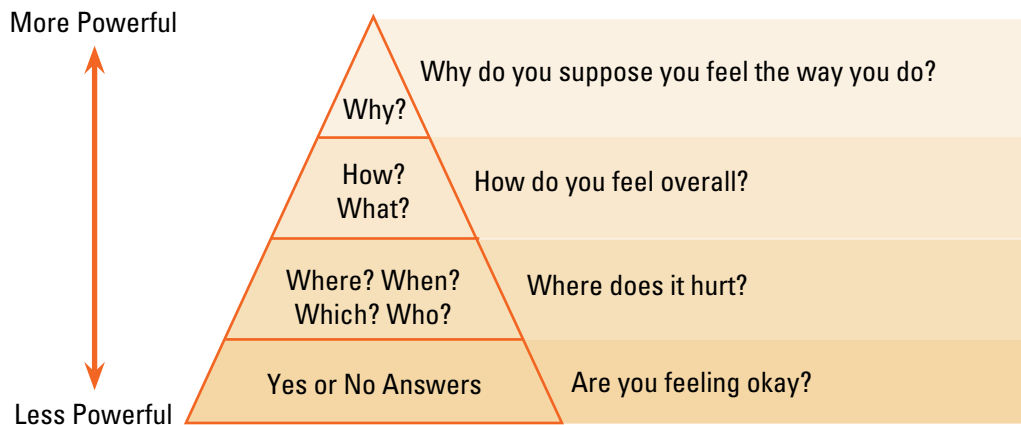 More Powerful
Why do you suppose you feel the way you do?
Why?
How?
What?
How do you feel overall?
Where? When?
Which? Who?
Where does it hurt?
Yes or No Answers
Are you feeling okay?
Less Powerful